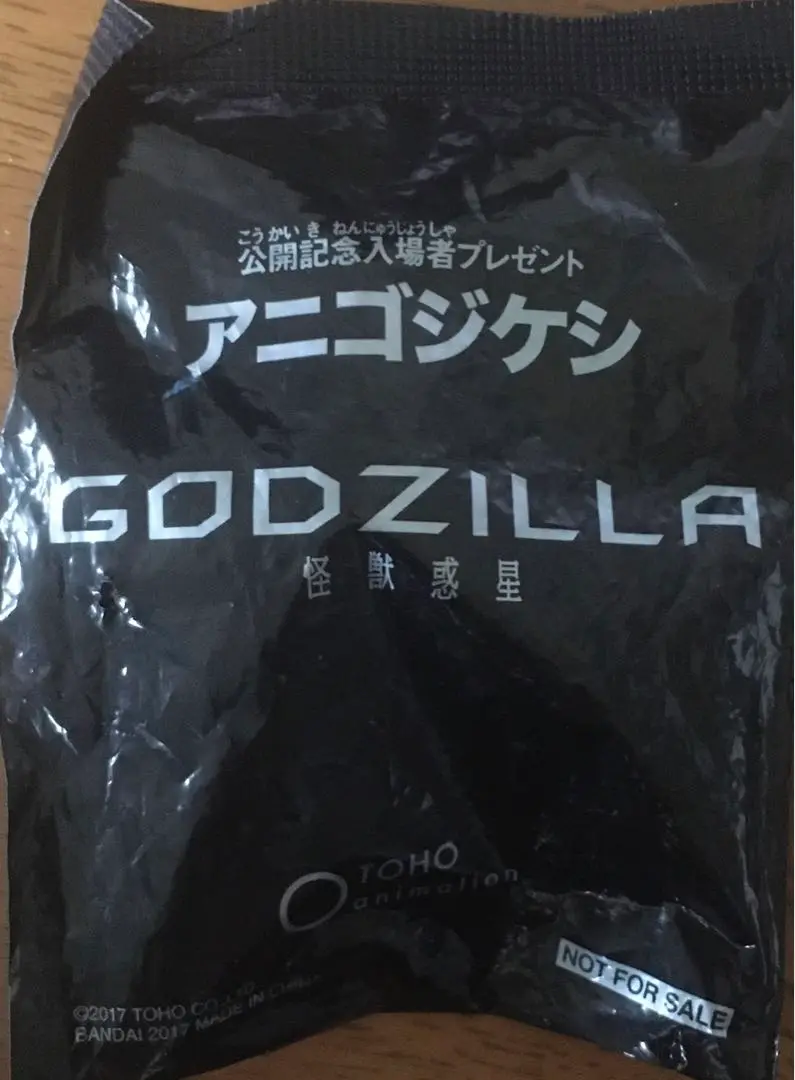 こうかいき ねんにゅうじょうしゃ
公開記念入場者プレゼント
アニゴジケシ
GODZILLA
怪獣惑星
TOHO
animation
NOT FOR SALE
©2017 TOHO CO.,LTD.
BANDAI 2017 MADE IN CHINA